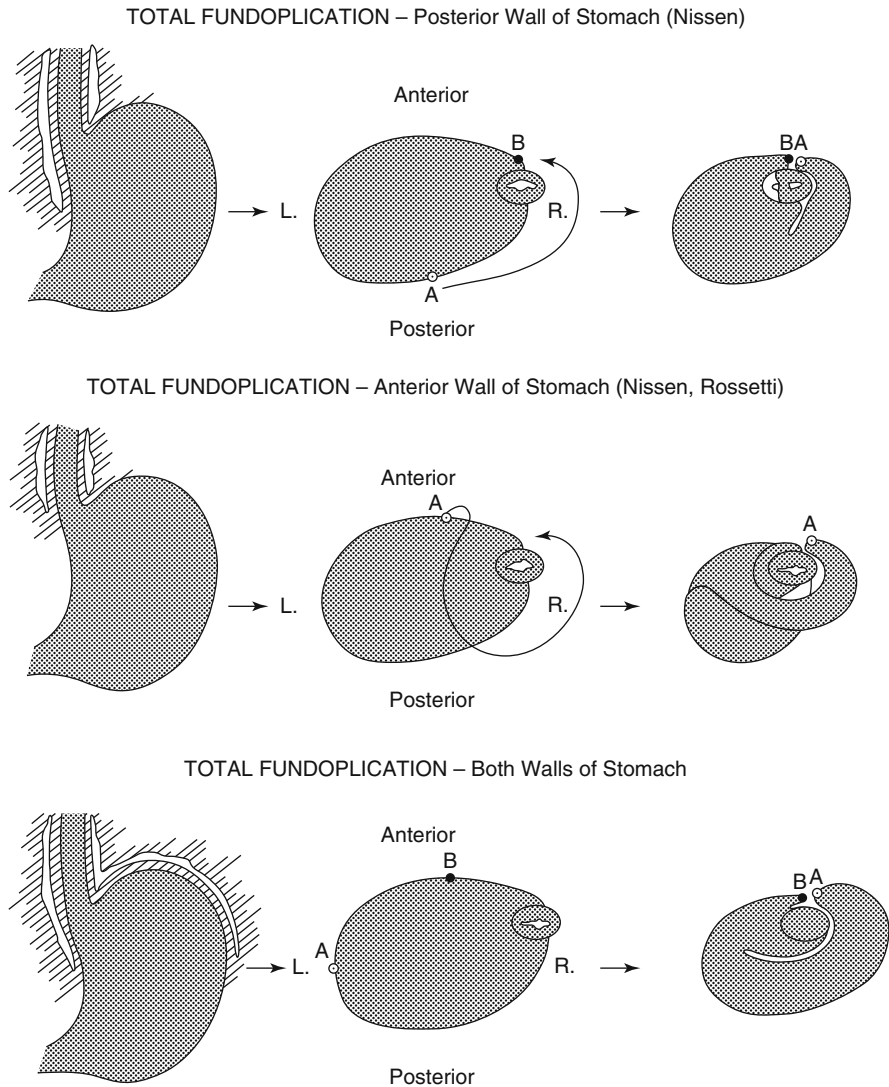 TOTAL FUNDOPLICATION – Posterior Wall of Stomach (Nissen)
Anterior
B
BA
L.
R.
A
Posterior
TOTAL FUNDOPLICATION – Anterior Wall of Stomach (Nissen, Rossetti)
Anterior
A
A
L.
R.
Posterior
TOTAL FUNDOPLICATION – Both Walls of Stomach
Anterior
B
B A
A
L.
R.
Posterior